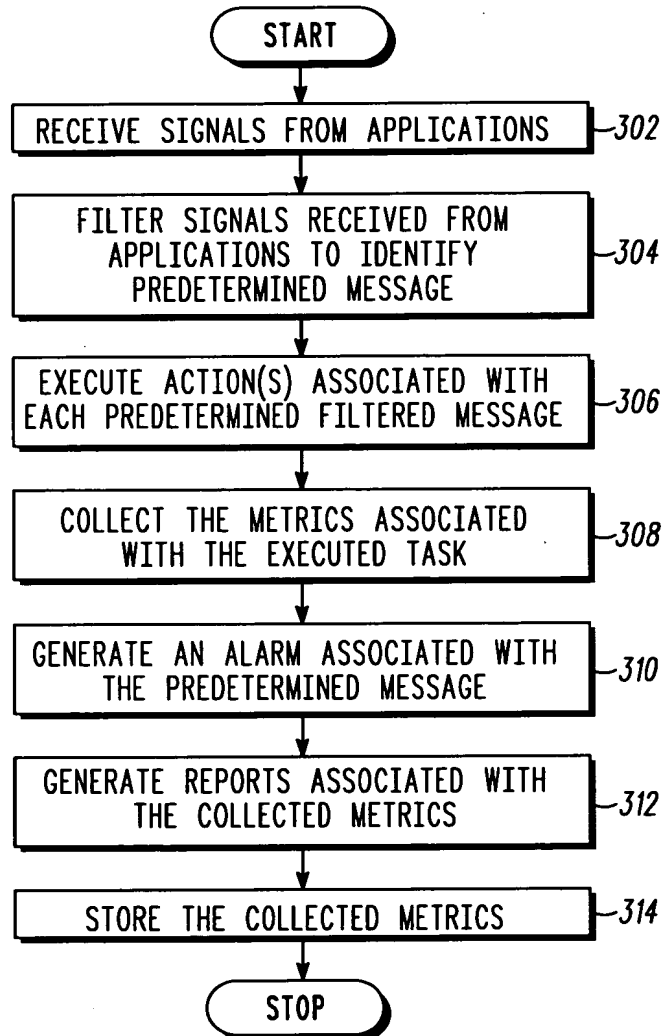 START
RECEIVE SIGNALS FROM APPLICATIONS 302
FILTER SIGNALS RECEIVED FROM
APPLICATIONS TO IDENTIFY
PREDETERMINED MESSAGE
304
EXECUTE ACTION(S) ASSOCIATED WITH
EACH PREDETERMINED FILTERED MESSAGE
306
COLLECT THE METRICS ASSOCIATED
WITH THE EXECUTED TASK
308
GENERATE AN ALARM ASSOCIATED WITH
THE PREDETERMINED MESSAGE
310
GENERATE REPORTS ASSOCIATED WITH
THE COLLECTED METRICS
312
STORE THE COLLECTED METRICS 314
STOP